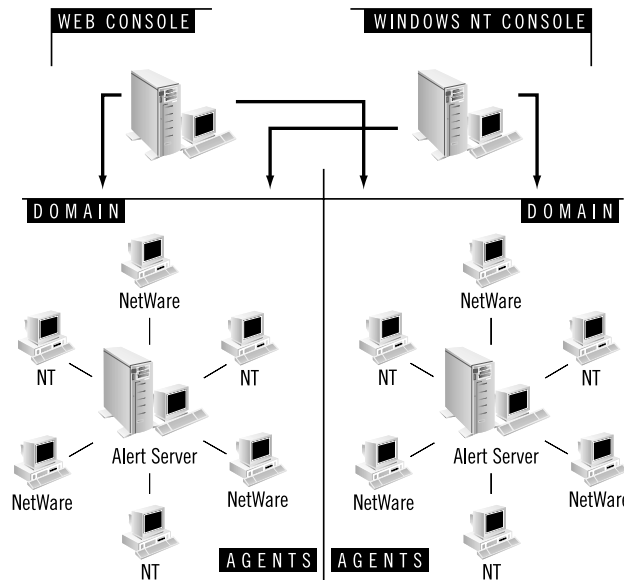 WEB CONSOLE
WINDOWS NT CONSOLE
DOMAIN
DOMAIN
NetWare
NT
NT
Alert Server
NetWare
NetWare
NT
AGENTS
NetWare
NT
NT
Alert Server
NetWare
NetWare
NT
AGENTS